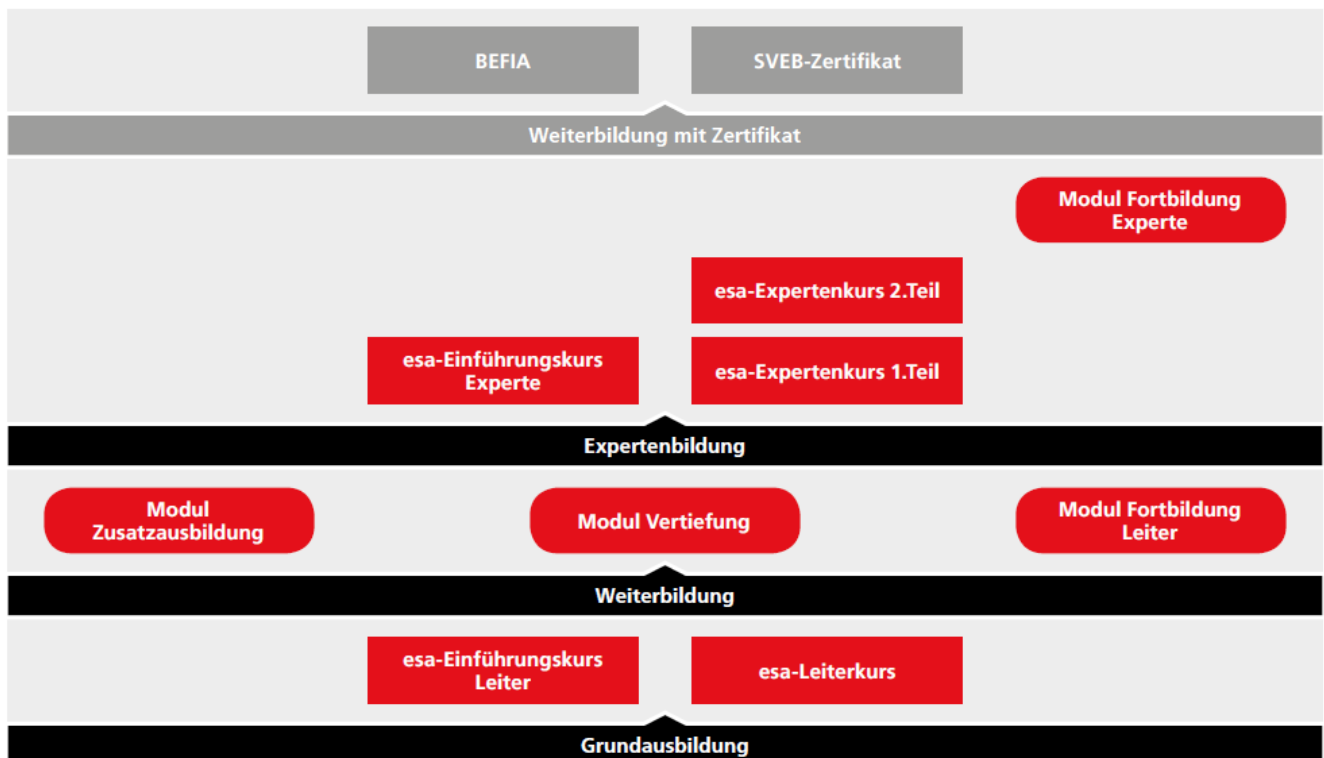 BEFIA
SVEB-Zertifikat
Weiterbildung mit Zertifikat
Modul Fortbildung
Experte
esa-Expertenkurs 2.Teil
esa-Einführungskurs
Experte
esa-Expertenkurs 1.Teil
Expertenbildung
Modul
Zusatzausbildung
Modul Vertiefung
Modul Fortbildung
Leiter
Weiterbildung
esa-Einführungskurs
Leiter
esa-Leiterkurs
Grundausbildung